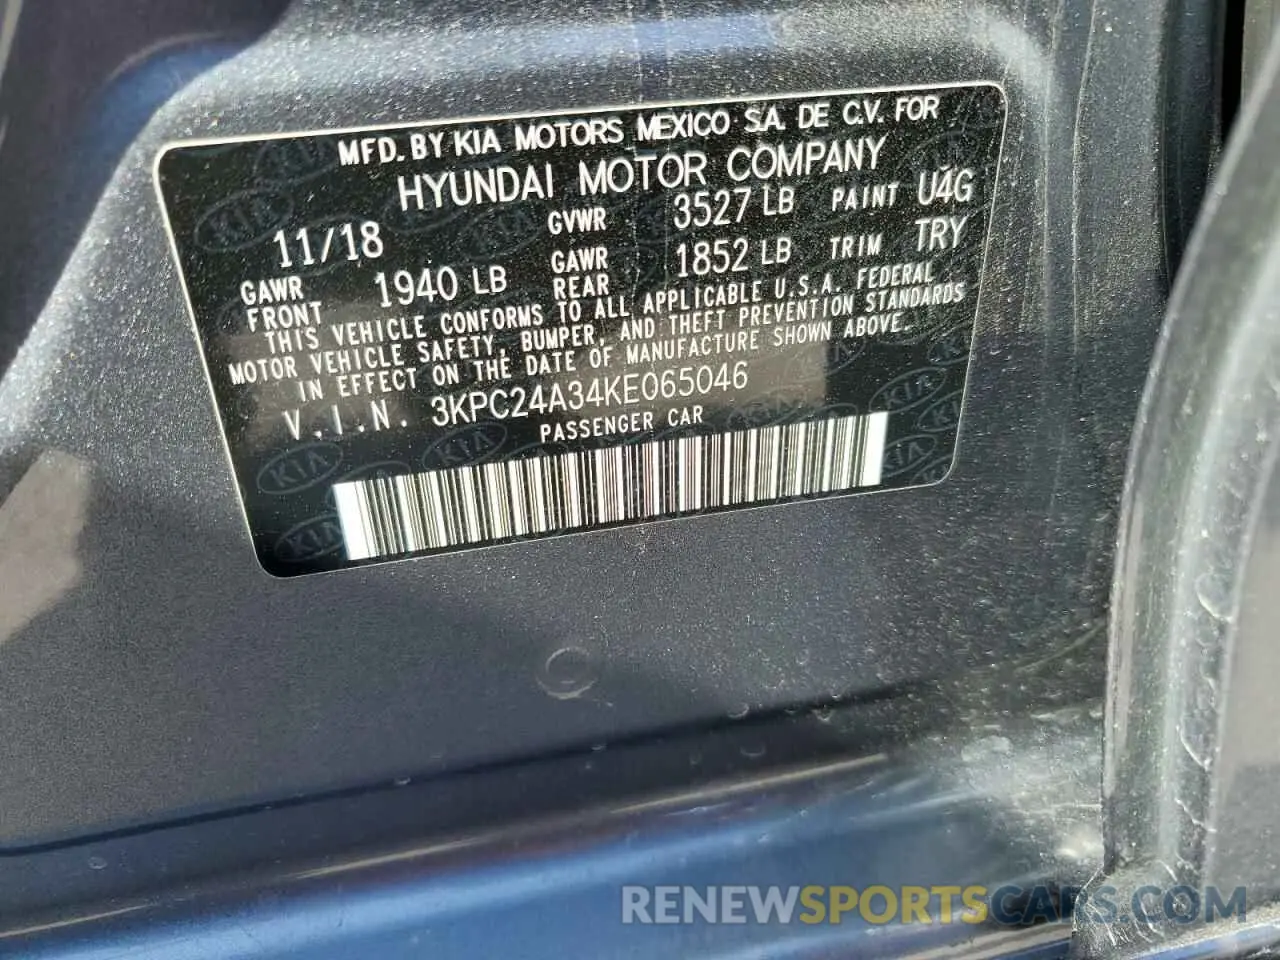 MFD. BY KIA MOTORS MEXICO S.A. DE C.V. FOR
HYUNDAI MOTOR COMPANY
11/18 GVWR 3527 LB PAINT U4G
GAWR FRONT 1940 LB GAWR REAR 1852 LB TRIM TRY
THIS VEHICLE CONFORMS TO ALL APPLICABLE U.S.A. FEDERAL
MOTOR VEHICLE SAFETY, BUMPER, AND THEFT PREVENTION STANDARDS
IN EFFECT ON THE DATE OF MANUFACTURE SHOWN ABOVE.
V.I.N. 3KPC24A34KE065046
PASSENGER CAR
KIA
RENEWSPORTSCARS.COM